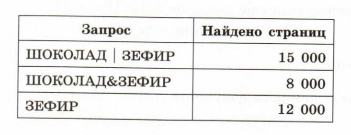 Запрос Найдено страниц
ШОКОЛАД | ЗЕФИР 15 000
ШОКОЛАД&ЗЕФИР 8 000
ЗЕФИР 12 000